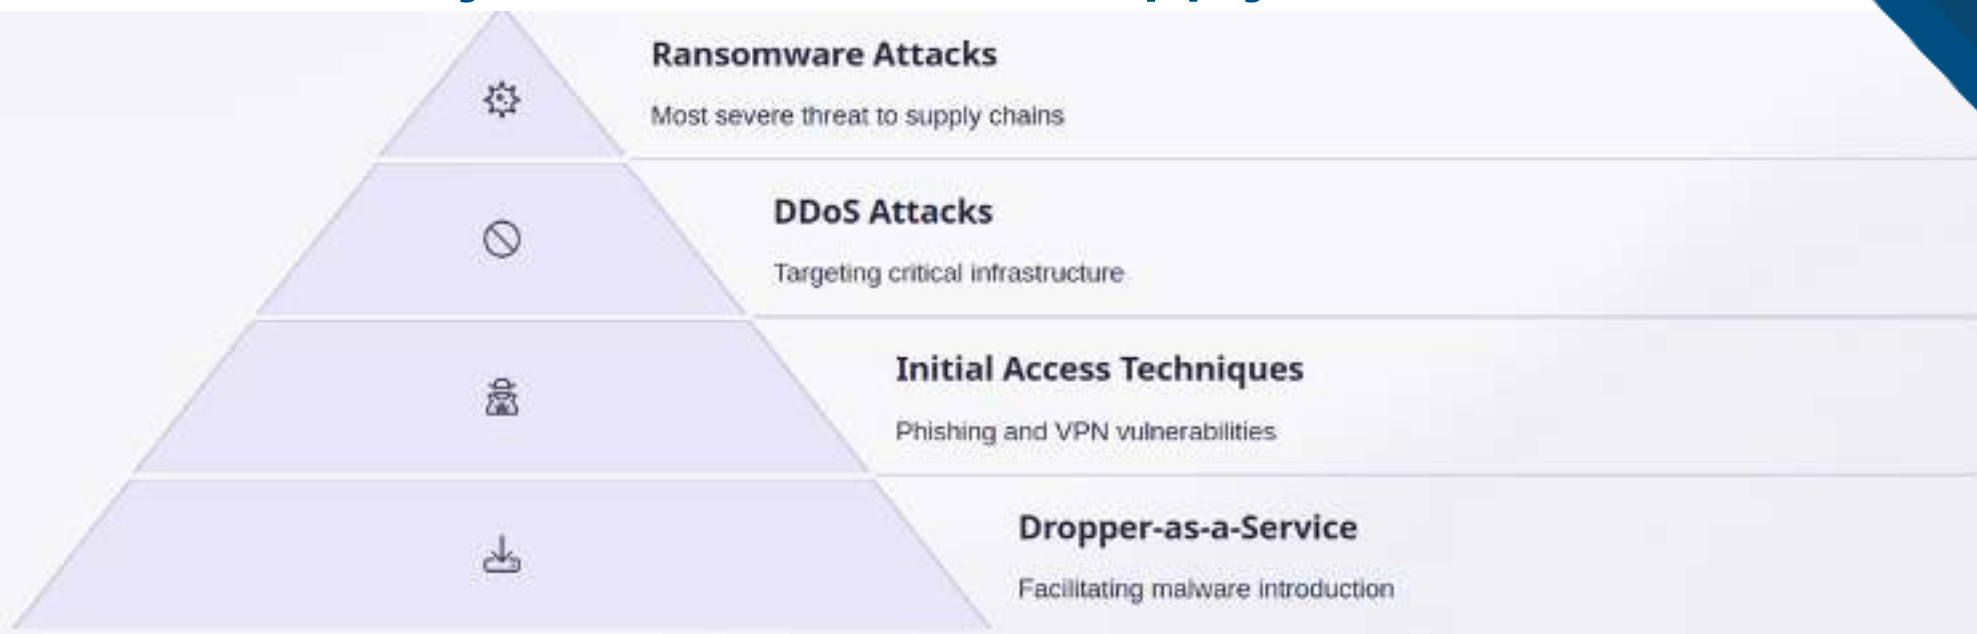 Ransomware Attacks
Most severe threat to supply chains
DDoS Attacks
Targeting critical infrastructure
Initial Access Techniques
Phishing and VPN vulnerabilities
Dropper-as-a-Service
Facilitating malware introduction